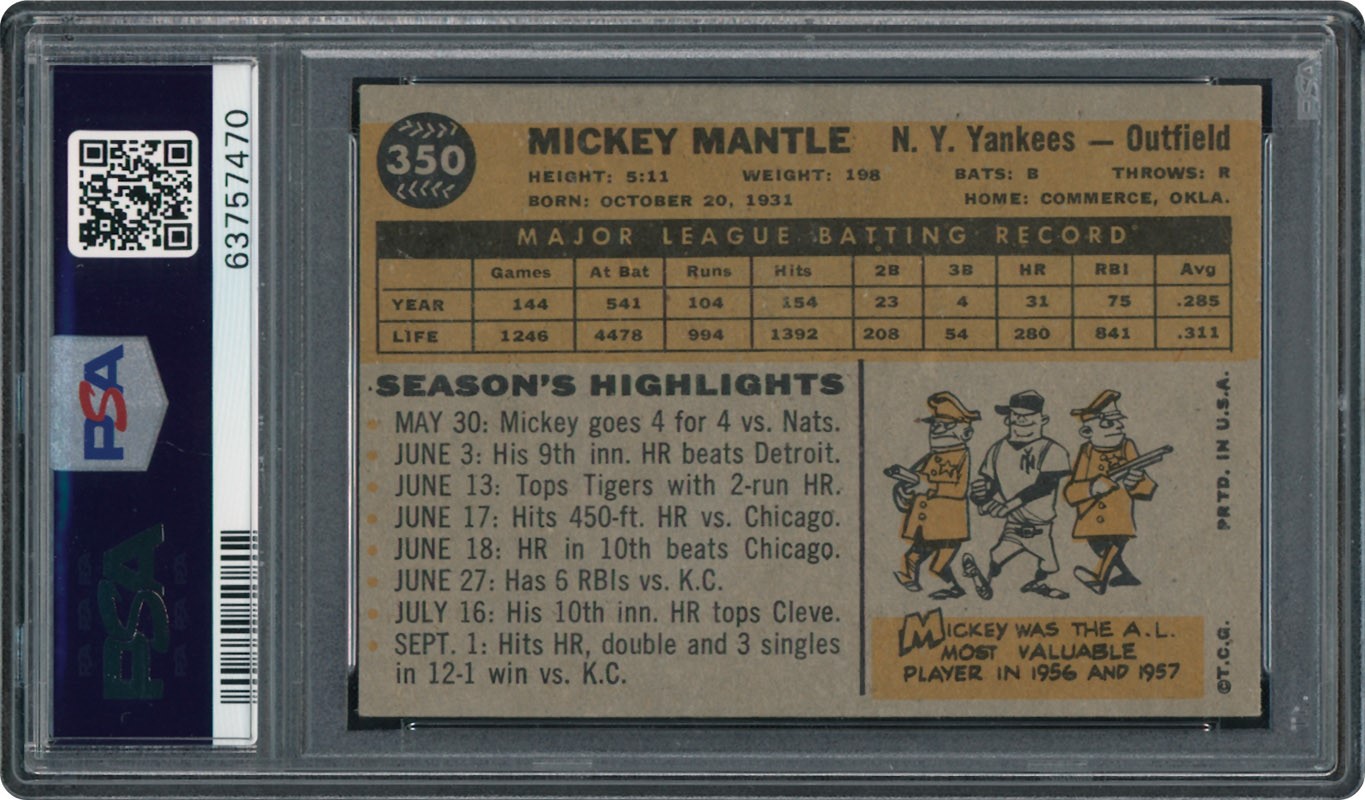 63757470
PSA
PSA
PSA
350
MICKEY MANTLE N. Y. Yankees — Outfield
HEIGHT: 5:11 WEIGHT: 198 BATS: B THROWS: R
BORN: OCTOBER 20, 1931 HOME: COMMERCE, OKLA.
MAJOR LEAGUE BATTING RECORD
Games At Bat Runs Hits 2B 3B HR RBI Avg
YEAR 144 541 104 154 23 4 31 75 .285
LIFE 1246 4478 994 1392 208 54 280 841 .311
SEASON'S HIGHLIGHTS
MAY 30: Mickey goes 4 for 4 vs. Nats.
JUNE 3: His 9th inn. HR beats Detroit.
JUNE 13: Tops Tigers with 2-run HR.
JUNE 17: Hits 450-ft. HR vs. Chicago.
JUNE 18: HR in 10th beats Chicago.
JUNE 27: Has 6 RBIs vs. K.C.
JULY 16: His 10th inn. HR tops Cleve.
SEPT. 1: Hits HR, double and 3 singles
in 12-1 win vs. K.C.
NY
MICKEY WAS THE A.L.
MOST VALUABLE
PLAYER IN 1956 AND 1957
©T.C.G. PRTD. IN U.S.A.